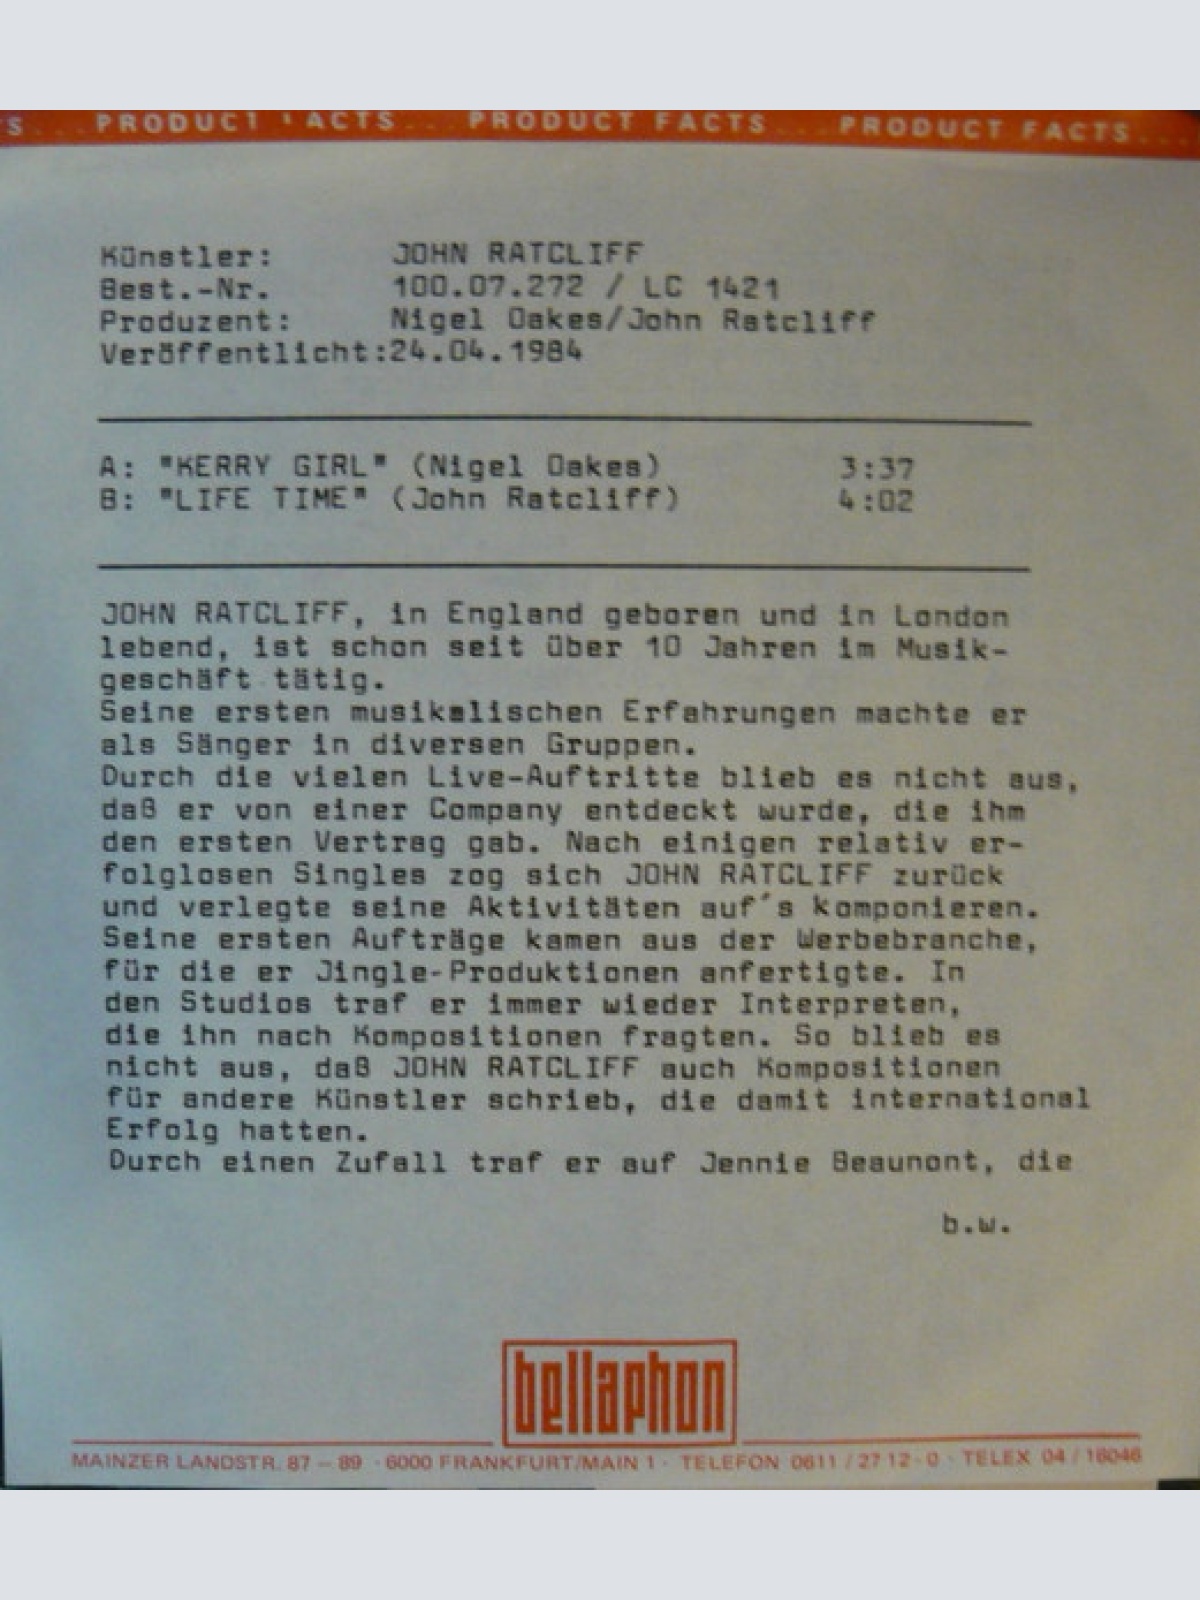 S... PRODUCT FACTS... PRODUCT FACTS... PRODUCT FACTS...
Künstler: JOHN RATCLIFF
Best.-Nr. 100.07.272 / LC 1421
Produzent: Nigel Oakes/John Ratcliff
Veröffentlicht:24.04.1984
A: "KERRY GIRL" (Nigel Oakes) 3:37
B: "LIFE TIME" (John Ratcliff) 4:02
JOHN RATCLIFF, in England geboren und in London
lebend, ist schon seit über 10 Jahren im Musik-
geschäft tätig.
Seine ersten musikalischen Erfahrungen machte er
als Sänger in diversen Gruppen.
Durch die vielen Live-Auftritte blieb es nicht aus,
daß er von einer Company entdeckt wurde, die ihm
den ersten Vertrag gab. Nach einigen relativ er-
folglosen Singles zog sich JOHN RATCLIFF zurück
und verlegte seine Aktivitäten auf's komponieren.
Seine ersten Aufträge kamen aus der Werbebranche,
für die er Jingle-Produktionen anfertigte. In
den Studios traf er immer wieder Interpreten,
die ihn nach Kompositionen fragten. So blieb es
nicht aus, daß JOHN RATCLIFF auch Kompositionen
für andere Künstler schrieb, die damit international
Erfolg hatten.
Durch einen Zufall traf er auf Jennie Beaunont, die
b.w.
bellaphon
MAINZER LANDSTR. 87 – 89 · 6000 FRANKFURT/MAIN 1 · TELEFON 0611 / 27 12 - 0 · TELEX 04 / 16046